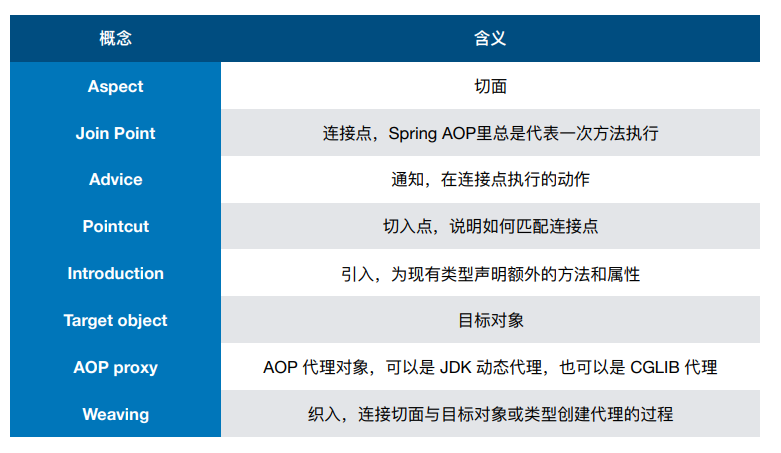 概念 含义
Aspect 切面
Join Point 连接点，Spring AOP里总是代表一次方法执行
Advice 通知，在连接点执行的动作
Pointcut 切入点，说明如何匹配连接点
Introduction 引入，为现有类型声明额外的方法和属性
Target object 目标对象
AOP proxy AOP 代理对象，可以是 JDK 动态代理，也可以是 CGLIB 代理
Weaving 织入，连接切面与目标对象或类型创建代理的过程